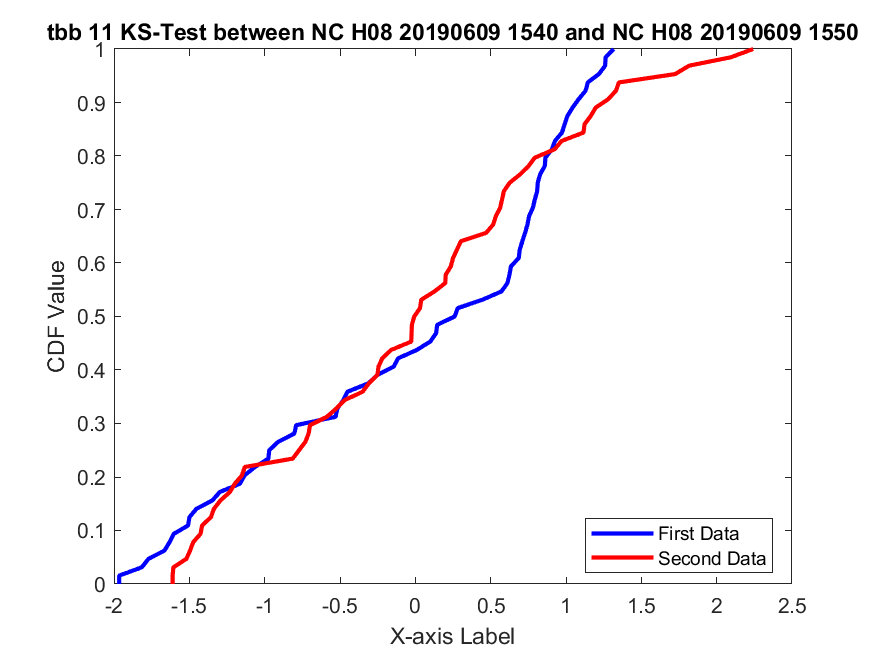 tbb 11 KS-Test between NC H08 20190609 1540 and NC H08 20190609 1550
1
0.9
0.8
0.7
0.6
0.5
0.4
0.3
0.2
0.1
0
CDF Value
First Data
Second Data
-2 -1.5 -1 -0.5 0 0.5 1 1.5 2 2.5
X-axis Label